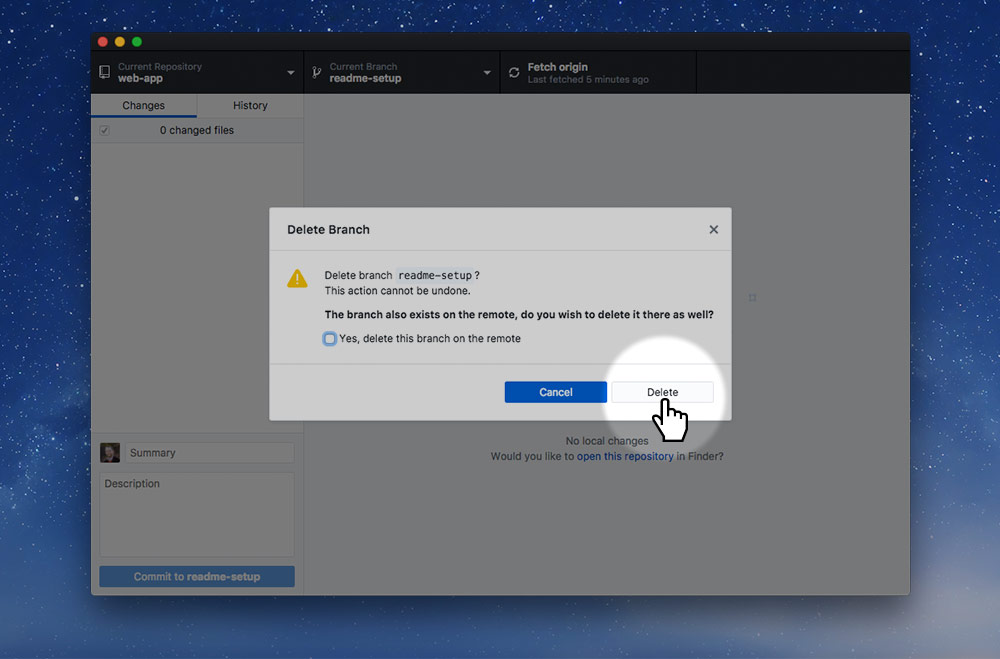 Current Repository
web-app
Current Branch
readme-setup
Fetch origin
Last fetched 5 minutes ago
Changes
History
0 changed files
Delete Branch
Delete branch readme-setup?
This action cannot be undone.
The branch also exists on the remote, do you wish to delete it there as well?
Yes, delete this branch on the remote
Cancel
Delete
No local changes
Would you like to open this repository in Finder?
Summary
Description
Commit to readme-setup